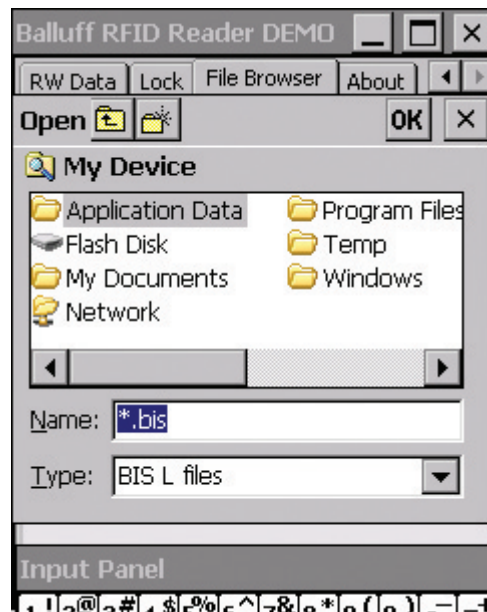 Balluff RFID Reader DEMO
RW Data Lock File Browser About
Open OK
My Device
Application Data Program Files
Flash Disk Temp
My Documents Windows
Network
Name: *.bis
Type: BIS L files
Input Panel